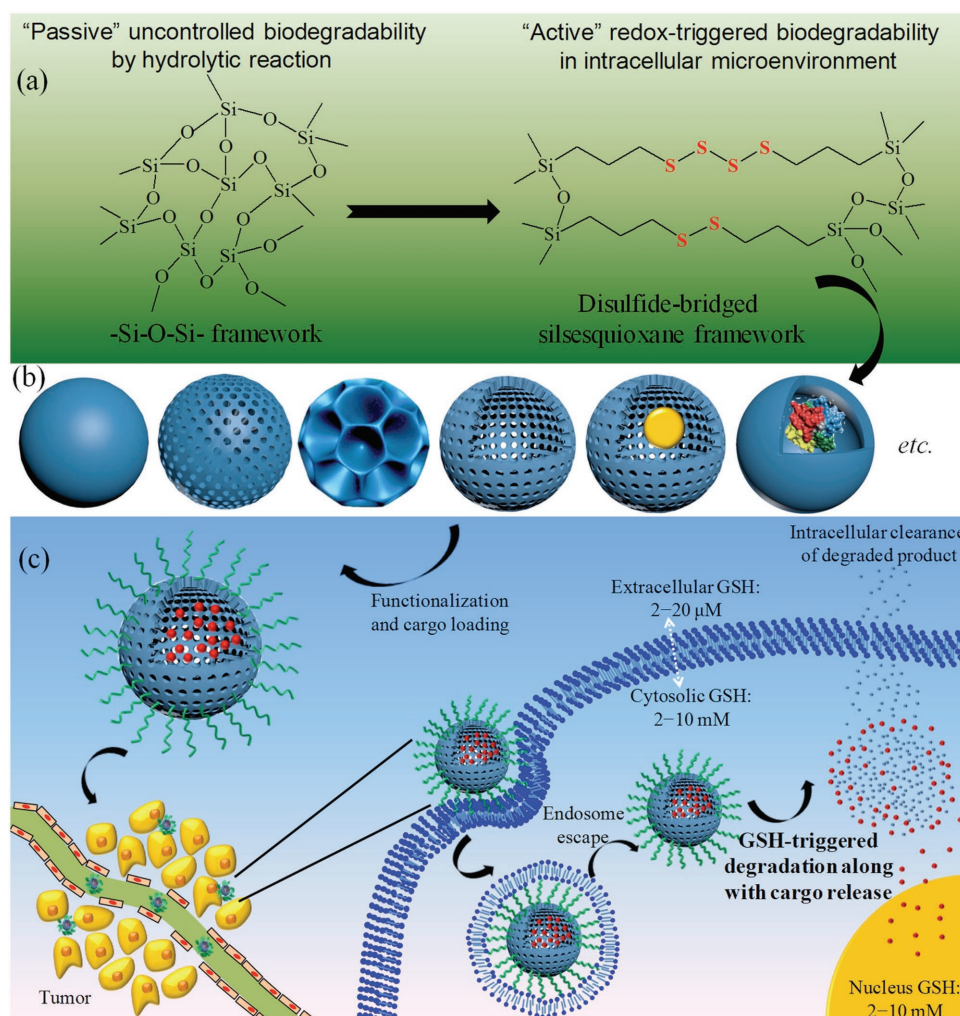 “Passive” uncontrolled biodegradability
by hydrolytic reaction
“Active” redox-triggered biodegradability
in intracellular microenvironment
(a)
Si
O
O
Si
O
Si
Si
O
O
Si
Si
O
O
O
O
Si
O
Si
Si
O
O
O
O
Si
S
S
S
S
Si
O
O
Si
Si
S
S
Si
O
O
O
-Si-O-Si- framework
Disulfide-bridged
silsesquioxane framework
(b)
etc.
(c)
Functionalization
and cargo loading
Intracellular clearance
of degraded product
Extracellular GSH:
2−20 μM
Cytosolic GSH:
2−10 mM
Endosome
escape
GSH-triggered
degradation along
with cargo release
Tumor
Nucleus GSH:
2−10 mM